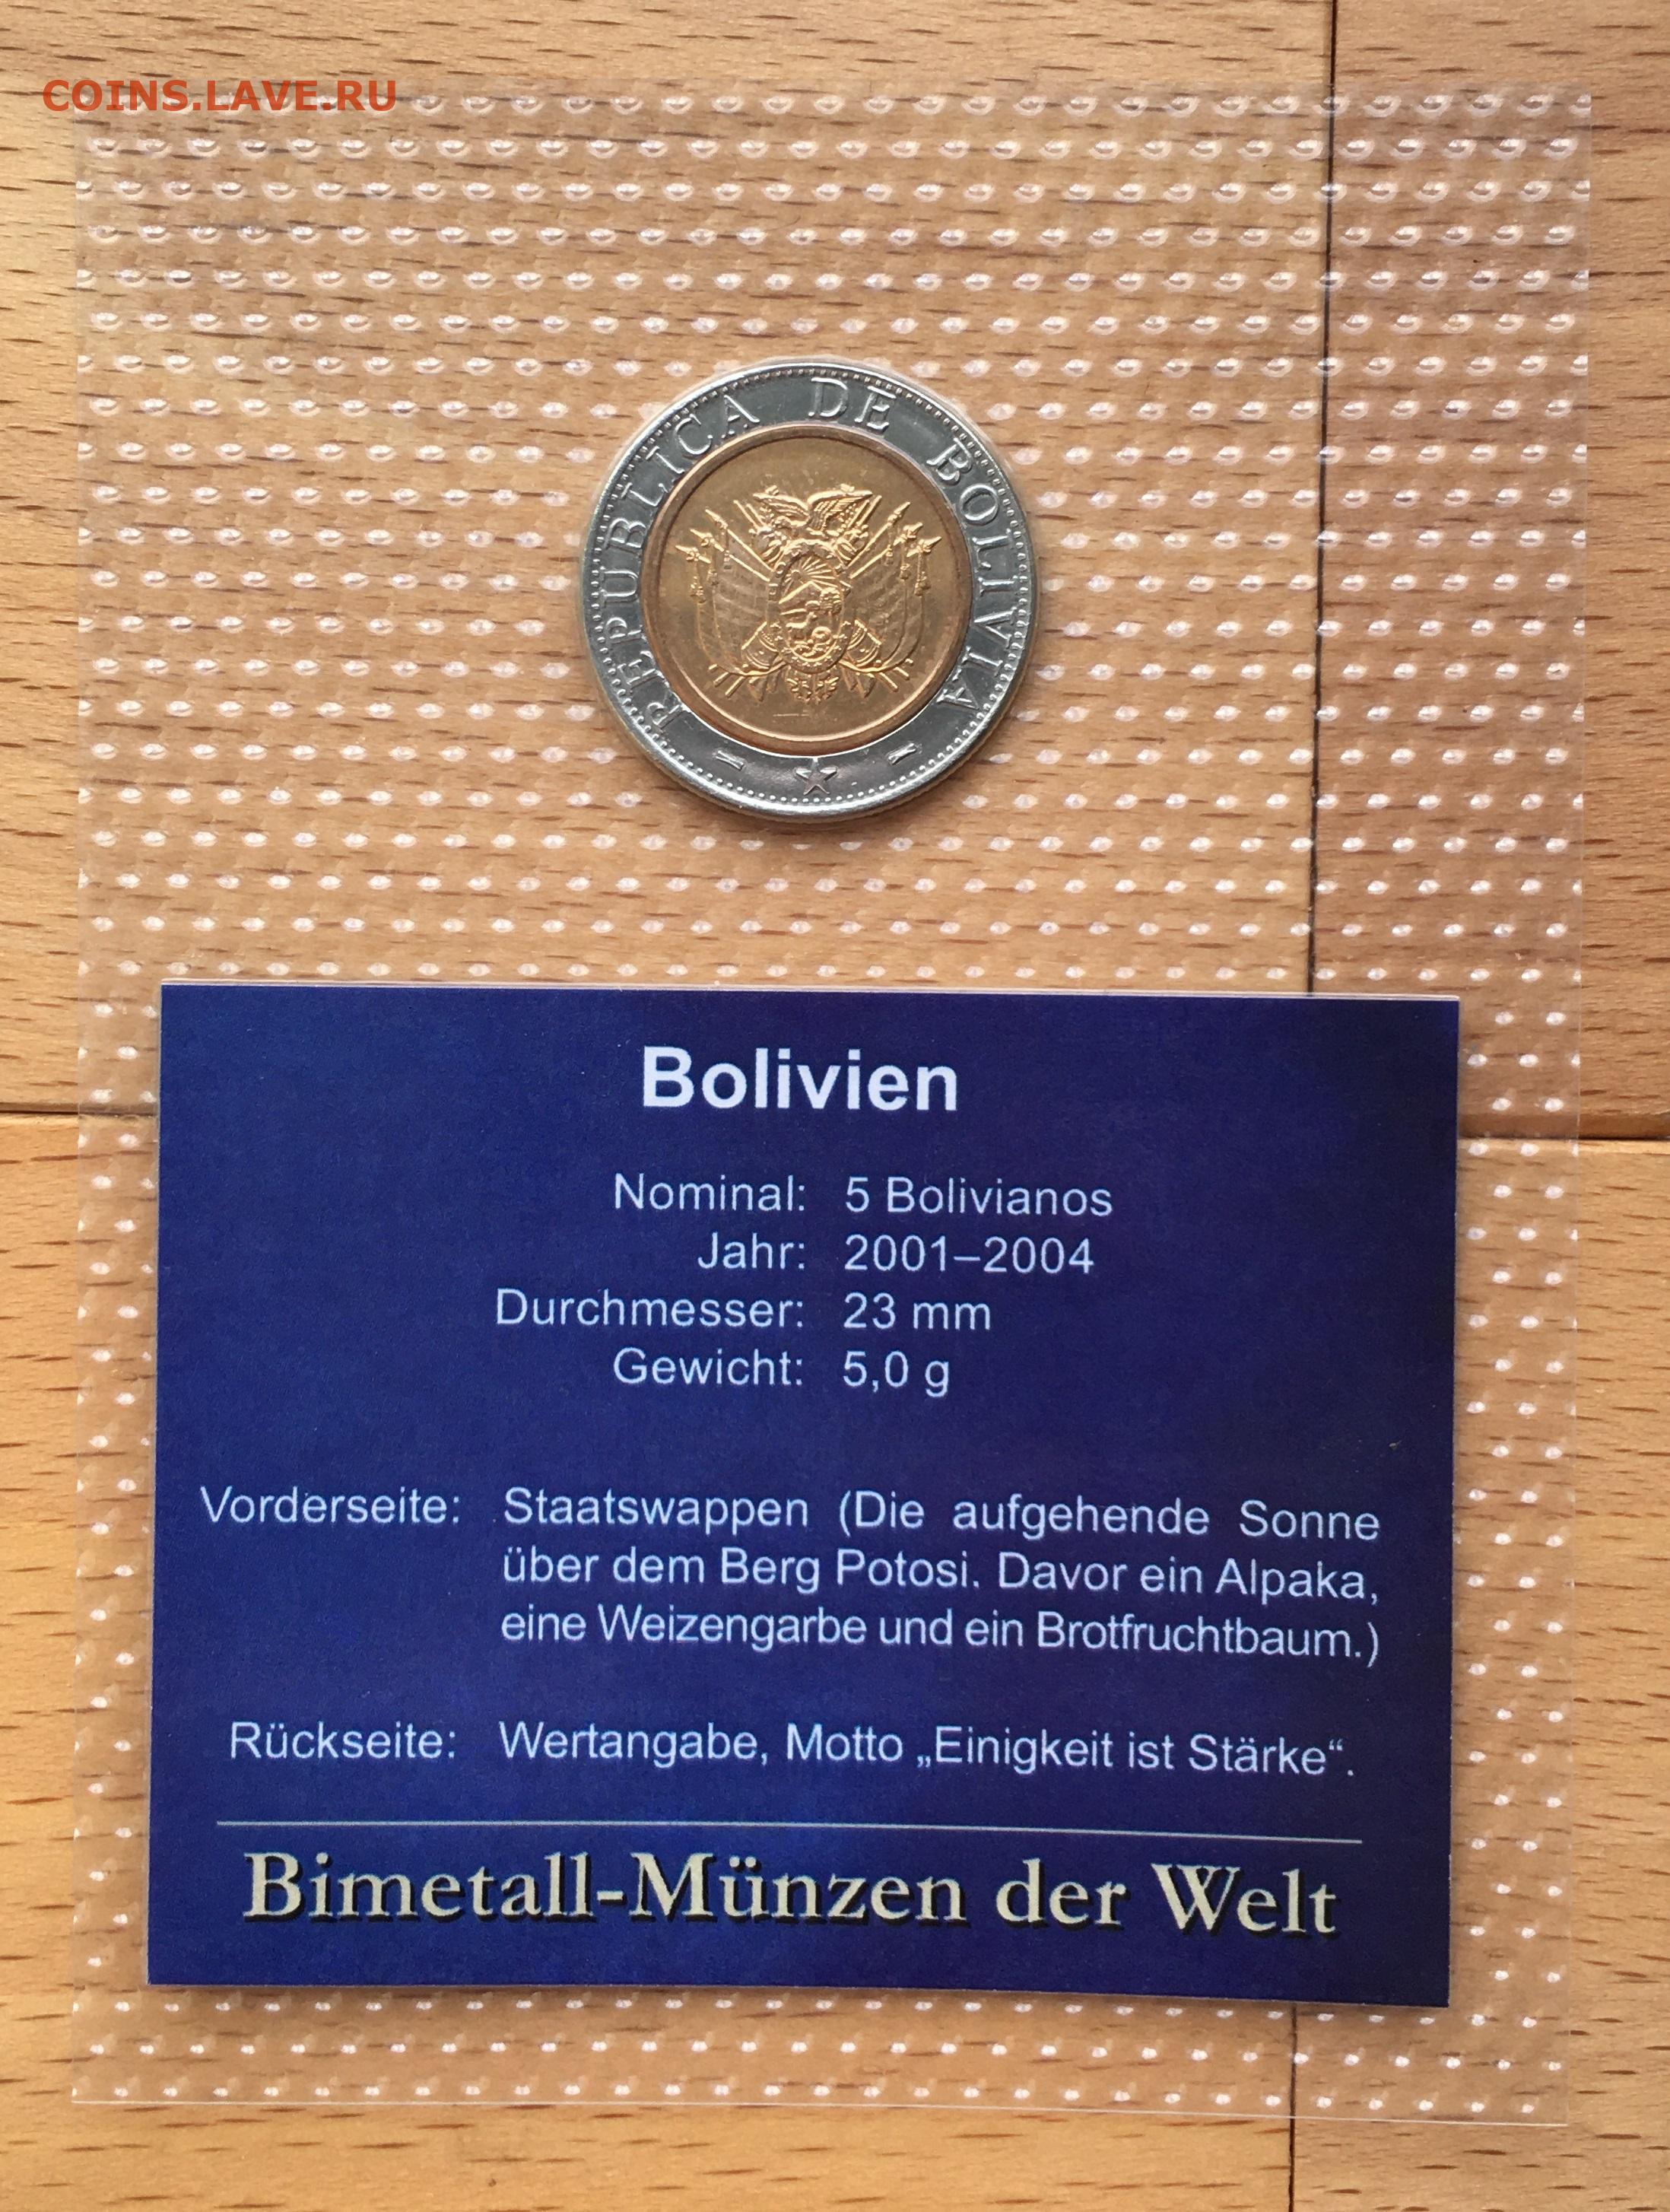 COINS.LAVE.RU
REPUBLICA DE BOLIVIA
Bolivien
Nominal: 5 Bolivianos
Jahr: 2001–2004
Durchmesser: 23 mm
Gewicht: 5,0 g
Vorderseite: Staatswappen (Die aufgehende Sonne
über dem Berg Potosi. Davor ein Alpaka,
eine Weizengarbe und ein Brotfruchtbaum.)
Rückseite: Wertangabe, Motto „Einigkeit ist Stärke“.
Bimetall-Münzen der Welt